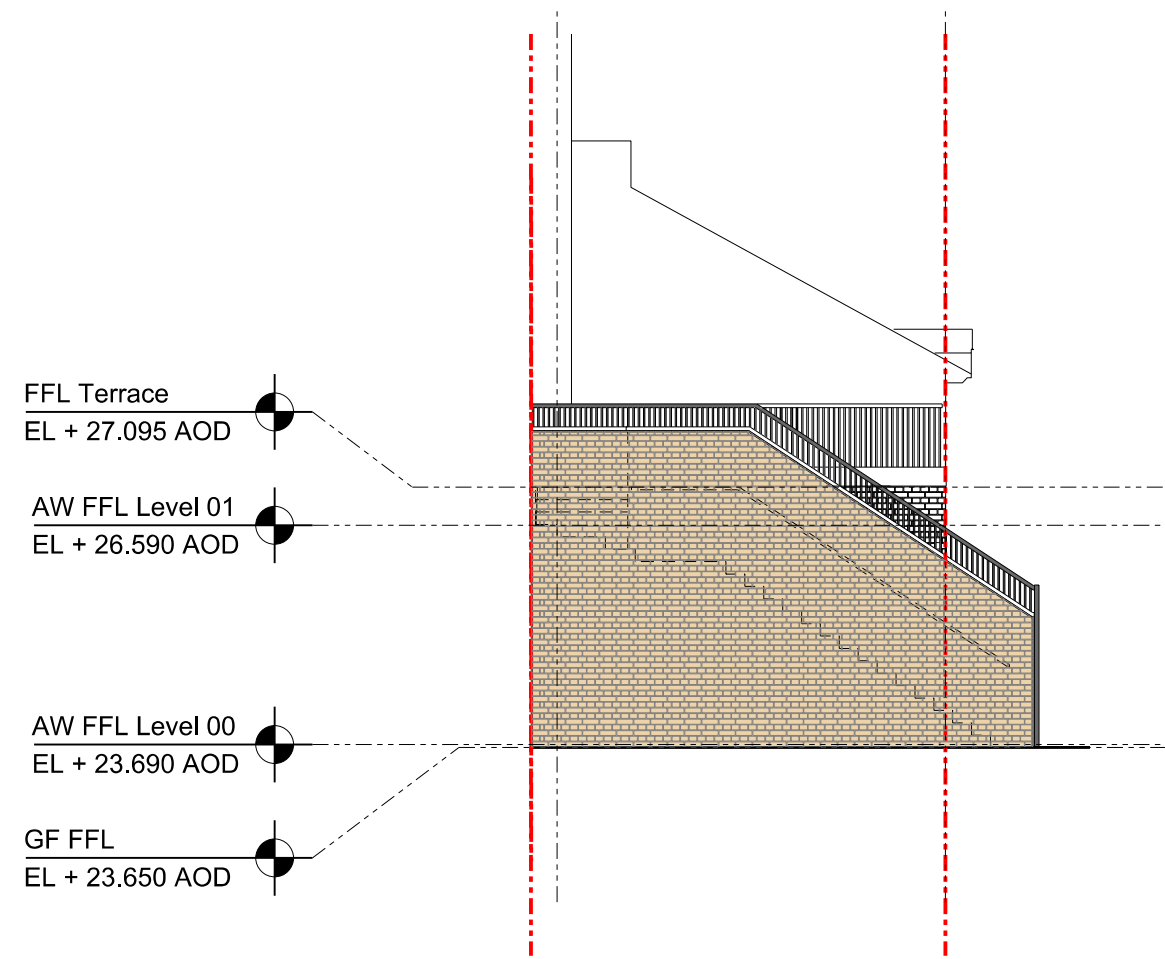 FFL Terrace
EL + 27.095 AOD
AW FFL Level 01
EL + 26.590 AOD
AW FFL Level 00
EL + 23.690 AOD
GF FFL
EL + 23.650 AOD